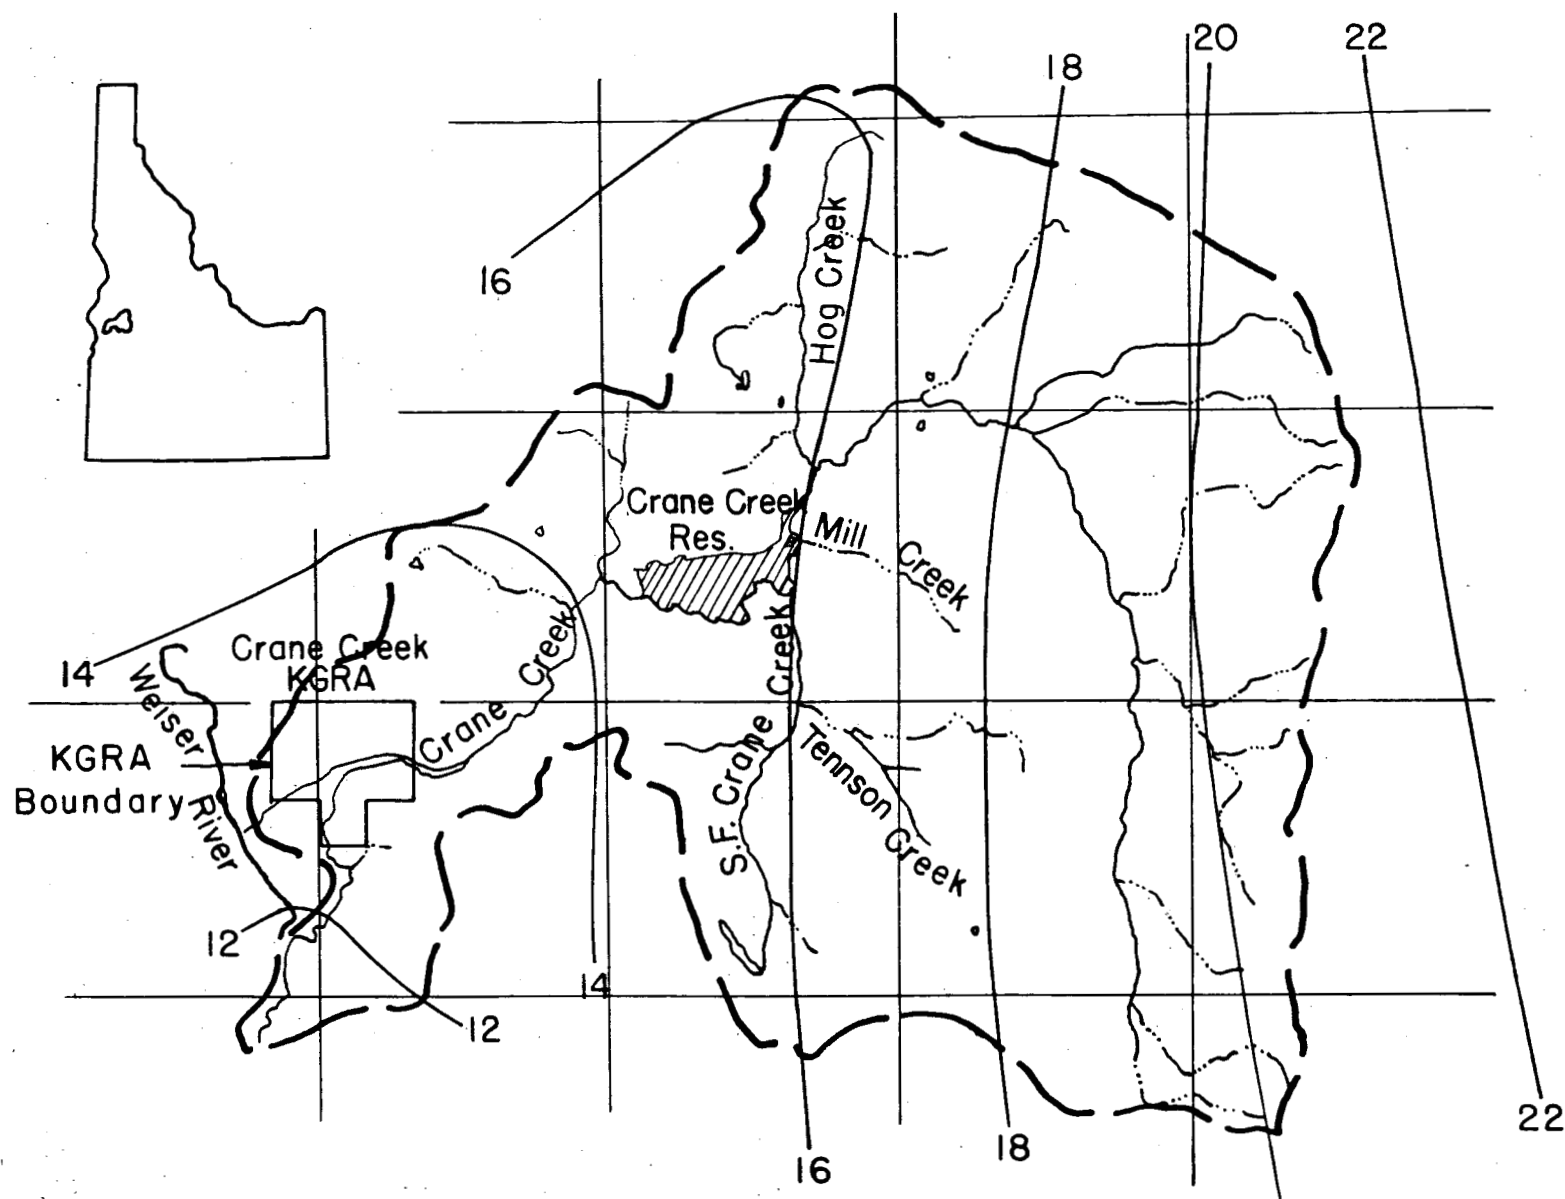 20
22
18
16
Hog Creek
Crane Creek
Res.
Mill Creek
Crane Creek
KGRA
14
Weiser River
Crane Creek
KGRA
Boundary
S.F. Crane Creek
Tennson Creek
12
14
12
16
18
22